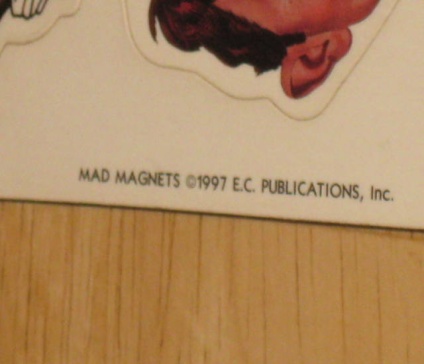 MAD MAGNETS ©1997 E.C. PUBLICATIONS, Inc.